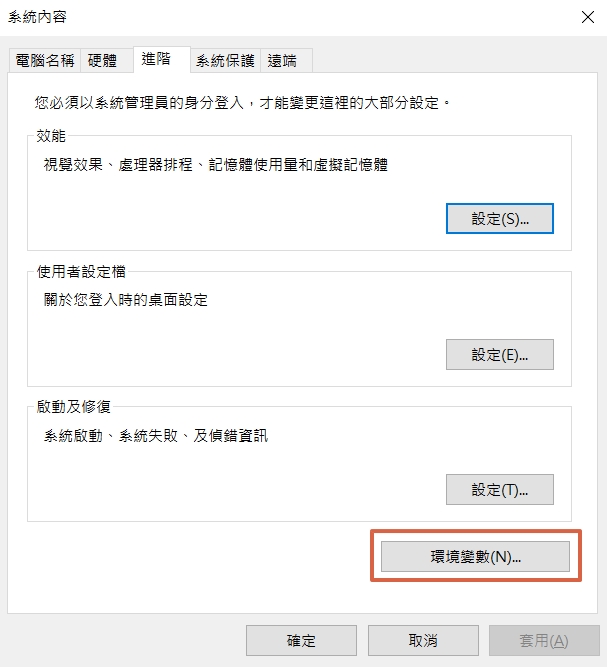 系統內容
電腦名稱 硬體 進階 系統保護 遠端
您必須以系統管理員的身分登入，才能變更這裡的大部分設定。
效能
視覺效果、處理器排程、記憶體使用量和虛擬記憶體
設定(S)...
使用者設定檔
關於您登入時的桌面設定
設定(E)...
啟動及修復
系統啟動、系統失敗、及偵錯資訊
設定(T)...
環境變數(N)...
確定 取消 套用(A)